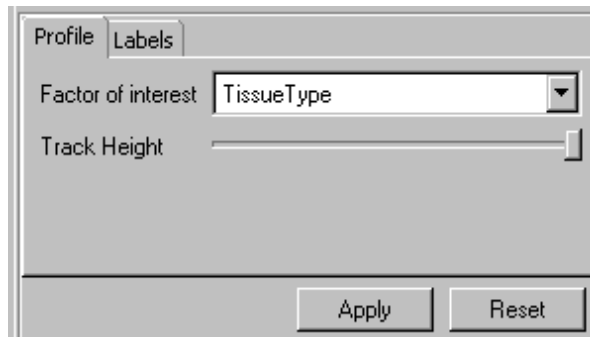 Profile Labels
Factor of interest TissueType
Track Height
Apply Reset